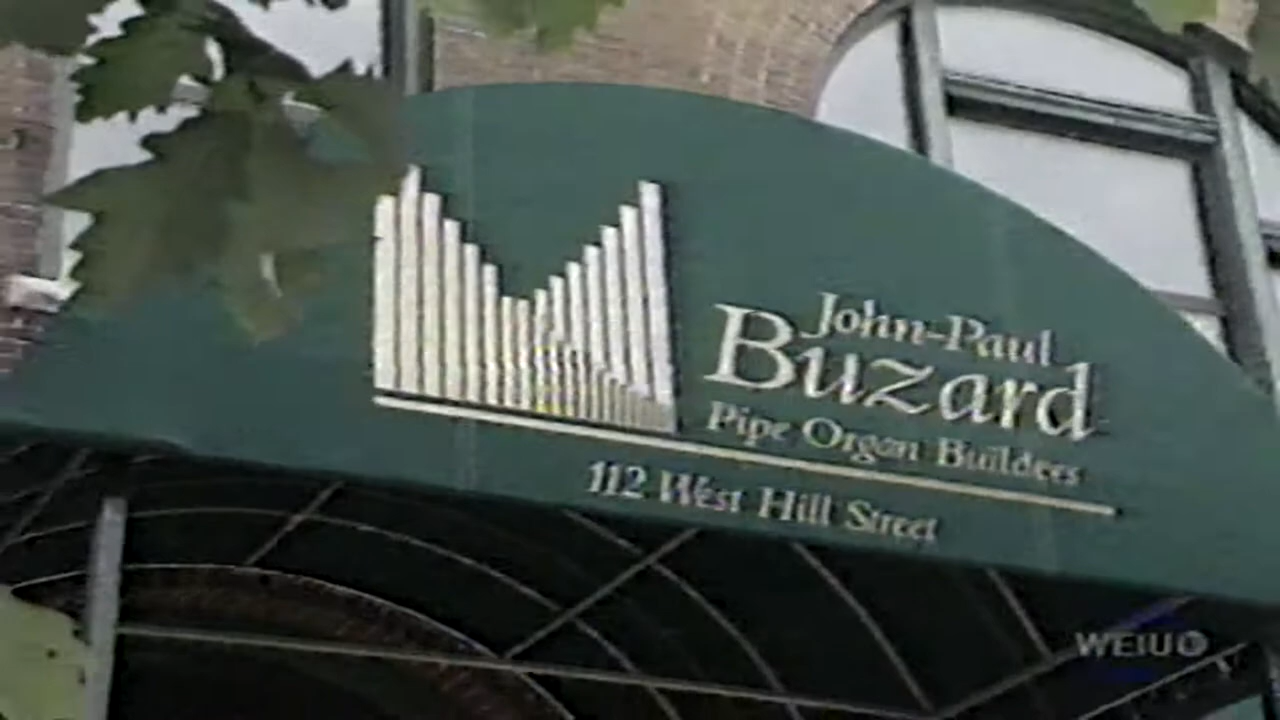 John-Paul
Buzard
Pipe Organ Builders
112 West Hill Street
WEIU